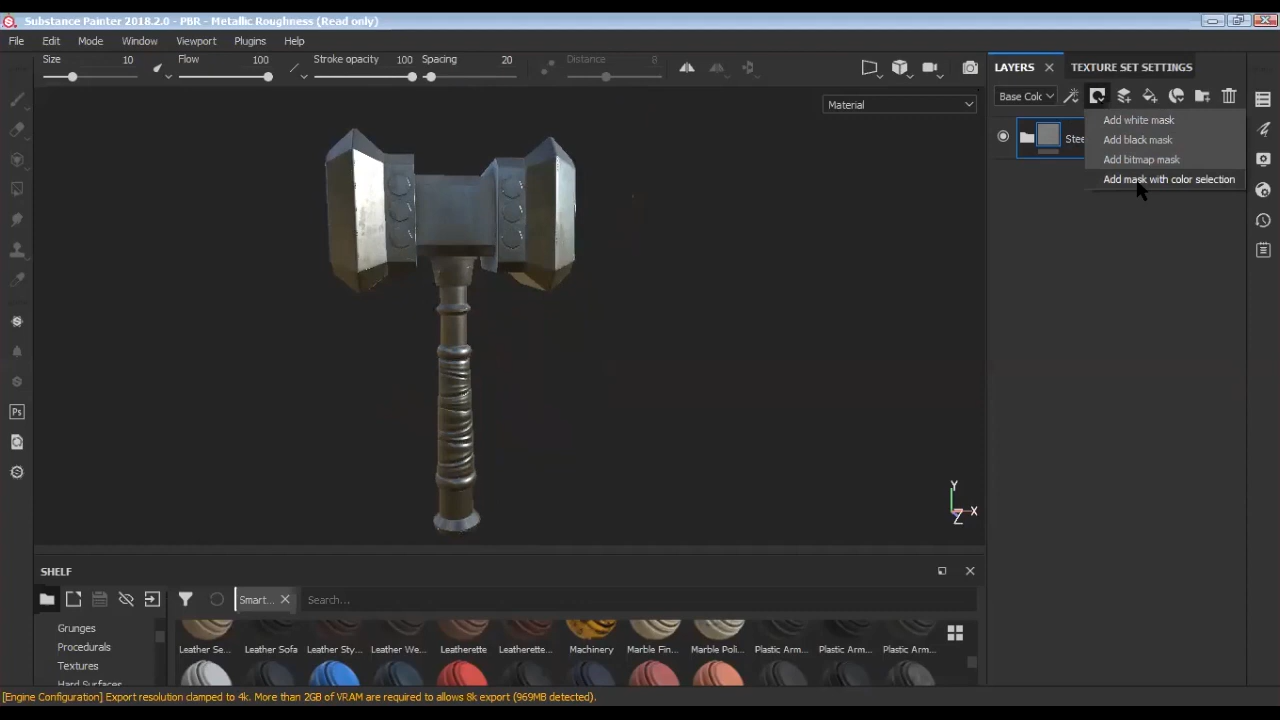 Substance Painter 2018.2.0 - PBR - Metallic Roughness (Read only)
File Edit Mode Window Viewport Plugins Help
Size 10 Flow 100 Stroke opacity 100 Spacing 20 Distance 8
LAYERS TEXTURE SET SETTINGS
Base Colc
Material
Add white mask
Add black mask
Stee
Add bitmap mask
Add mask with color selection
Y
X
Z
SHELF
Smart... Search...
Grunges
Procedurals
Textures
Hard Surfaces
Leather Se... Leather Sofa Leather Sty... Leather We... Leatherette Leatherette... Machinery Marble Fin... Marble Poli... Plastic Arm... Plastic Arm... Plastic Arm...
Ps
[Engine Configuration] Export resolution clamped to 4k. More than 2GB of VRAM are required to allows 8k export (969MB detected).